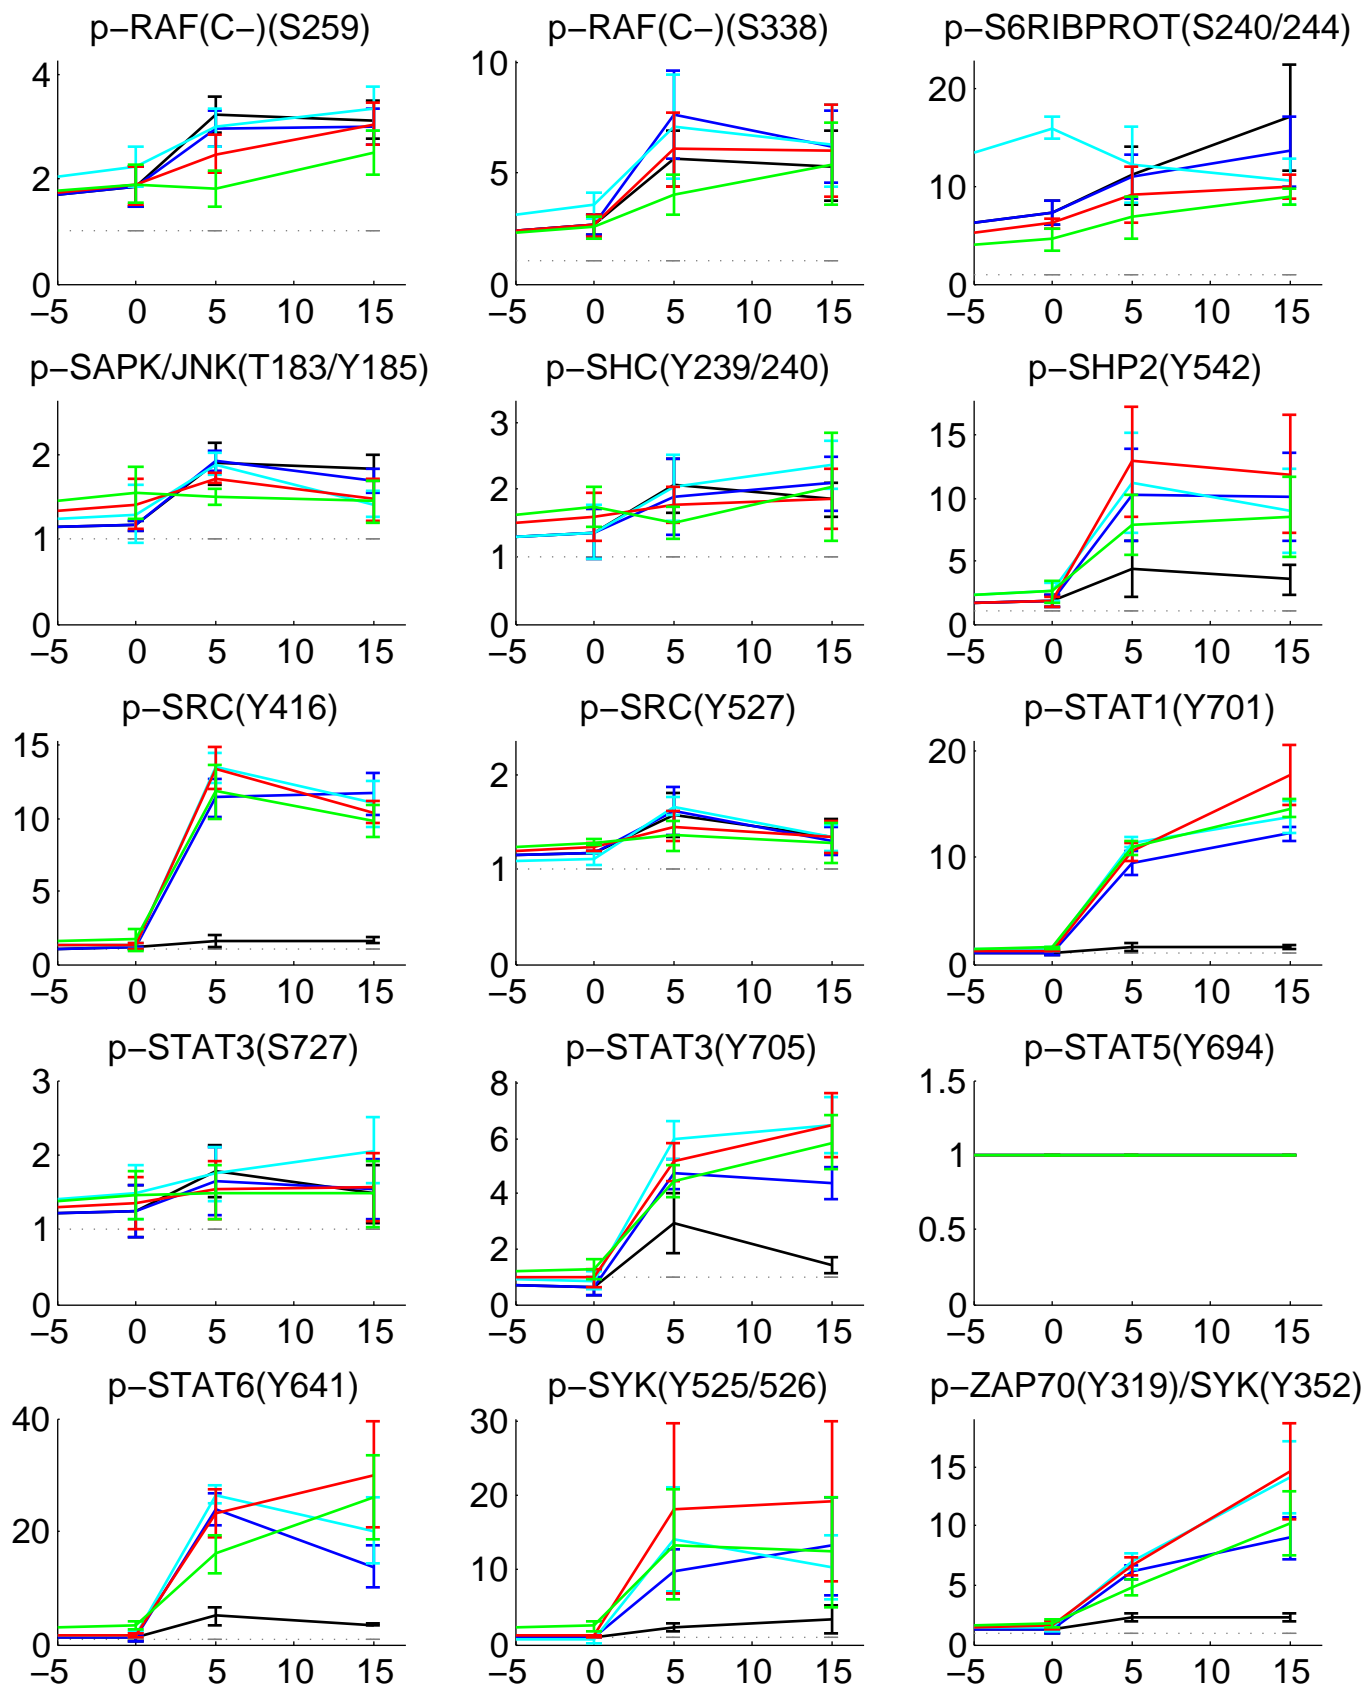 p-RAF(C-)(S259) p-RAF(C-)(S338) p-S6RIBPROT(S240/244)
4 10 20
2 5 10
0 0 0
-5 0 5 10 15 -5 0 5 10 15 -5 0 5 10 15
p-SAPK/JNK(T183/Y185) p-SHC(Y239/240) p-SHP2(Y542)
3 15
2 2 10
1 1 5
0 0 0
-5 0 5 10 15 -5 0 5 10 15 -5 0 5 10 15
p-SRC(Y416) p-SRC(Y527) p-STAT1(Y701)
15 2 20
10 1 10
5
0 0 0
-5 0 5 10 15 -5 0 5 10 15 -5 0 5 10 15
p-STAT3(S727) p-STAT3(Y705) p-STAT5(Y694)
3 8 1.5
2 6 1
1 4 0.5
2
0 0 0
-5 0 5 10 15 -5 0 5 10 15 -5 0 5 10 15
p-STAT6(Y641) p-SYK(Y525/526) p-ZAP70(Y319)/SYK(Y352)
40 30 15
20 20 10
10 5
0 0 0
-5 0 5 10 15 -5 0 5 10 15 -5 0 5 10 15